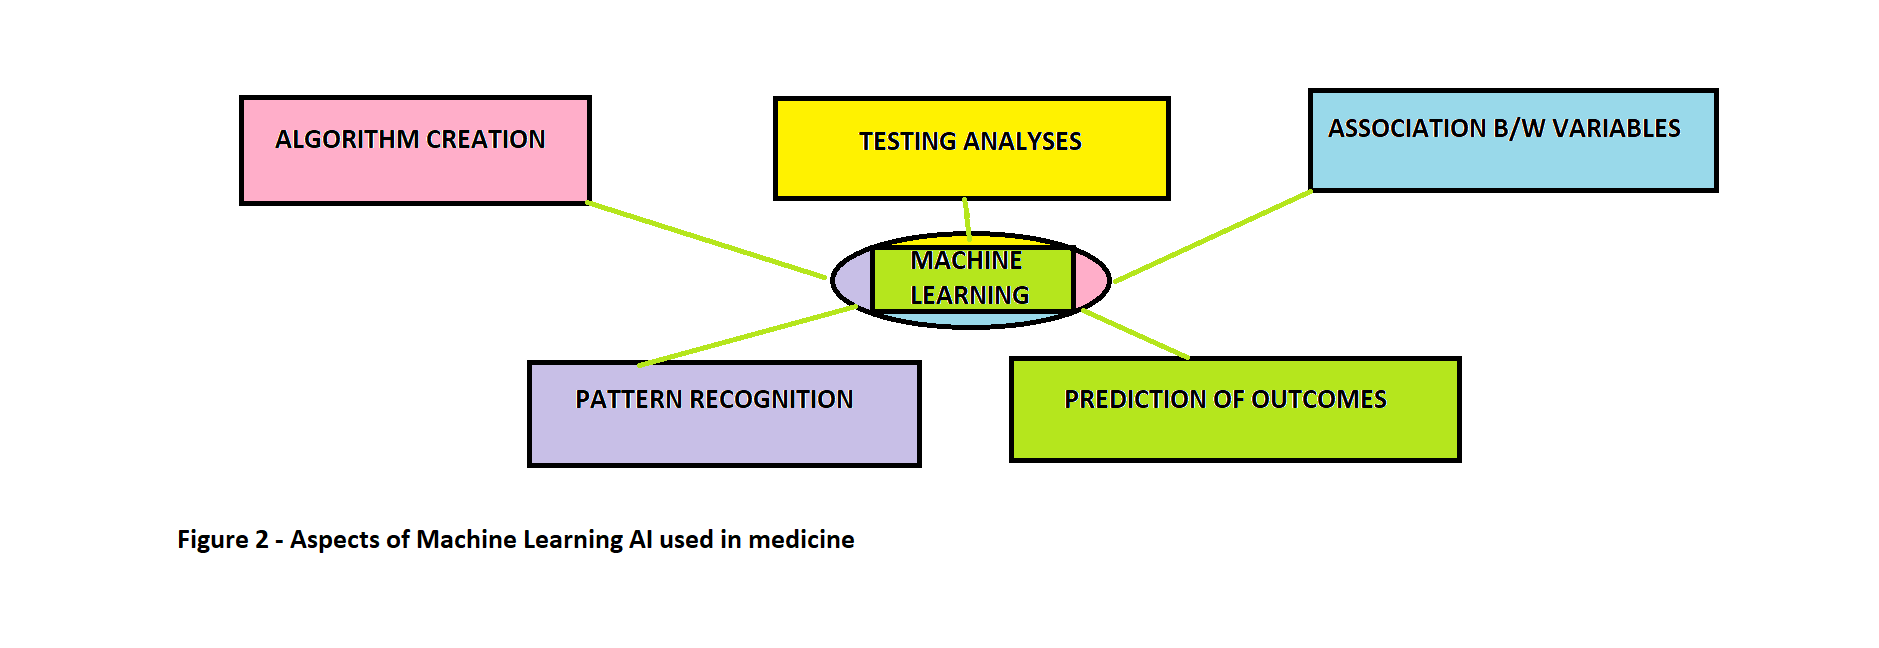 ALGORITHM CREATION
TESTING ANALYSES
ASSOCIATION B/W VARIABLES
MACHINE
LEARNING
PATTERN RECOGNITION
PREDICTION OF OUTCOMES
Figure 2 - Aspects of Machine Learning AI used in medicine